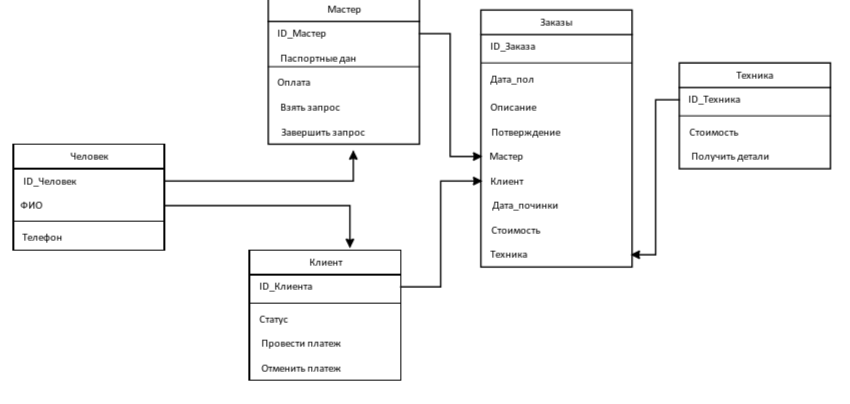 Мастер
ID_Мастер
Паспортные дан
Оплата
Взять запрос
Завершить запрос
Заказы
ID_Заказа
Дата_пол
Описание
Потверждение
Мастер
Клиент
Дата_починки
Стоимость
Техника
Техника
ID_Техника
Стоимость
Получить детали
Человек
ID_Человек
ФИО
Телефон
Клиент
ID_Клиента
Статус
Провести платеж
Отменить платеж